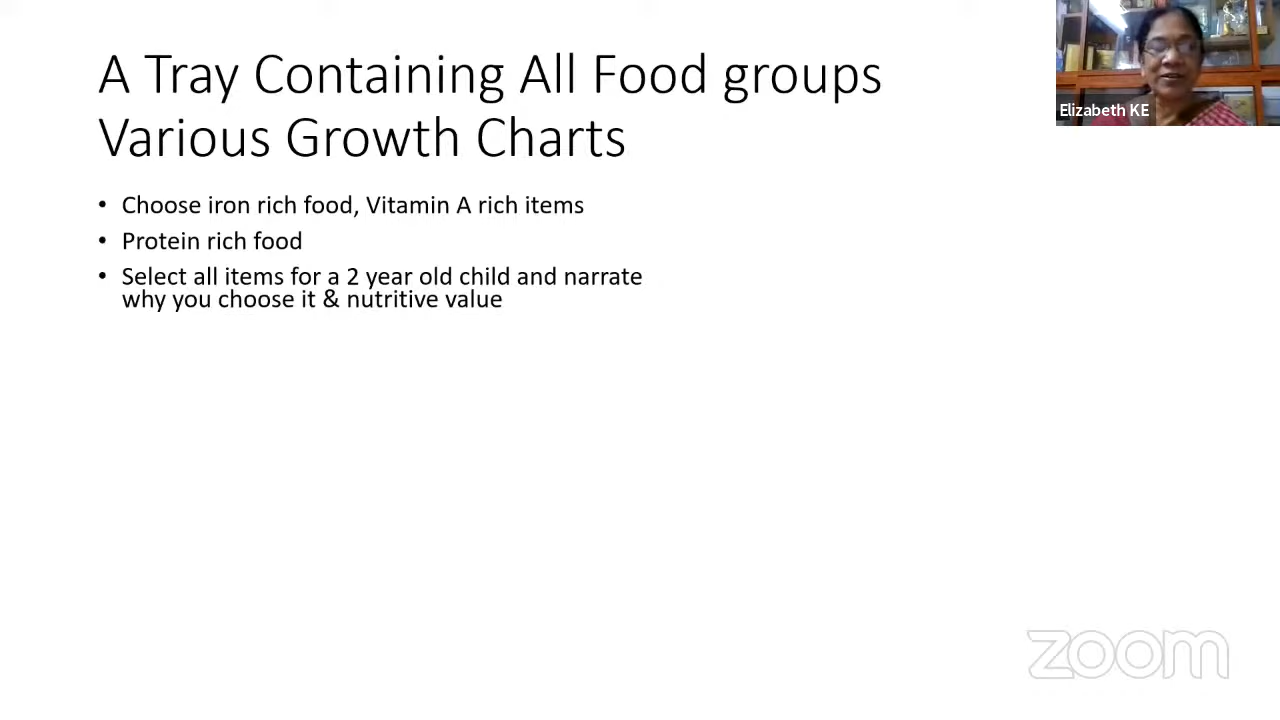 A Tray Containing All Food groups
Various Growth Charts
• Choose iron rich food, Vitamin A rich items
• Protein rich food
• Select all items for a 2 year old child and narrate
why you choose it & nutritive value
Elizabeth KE
zoom